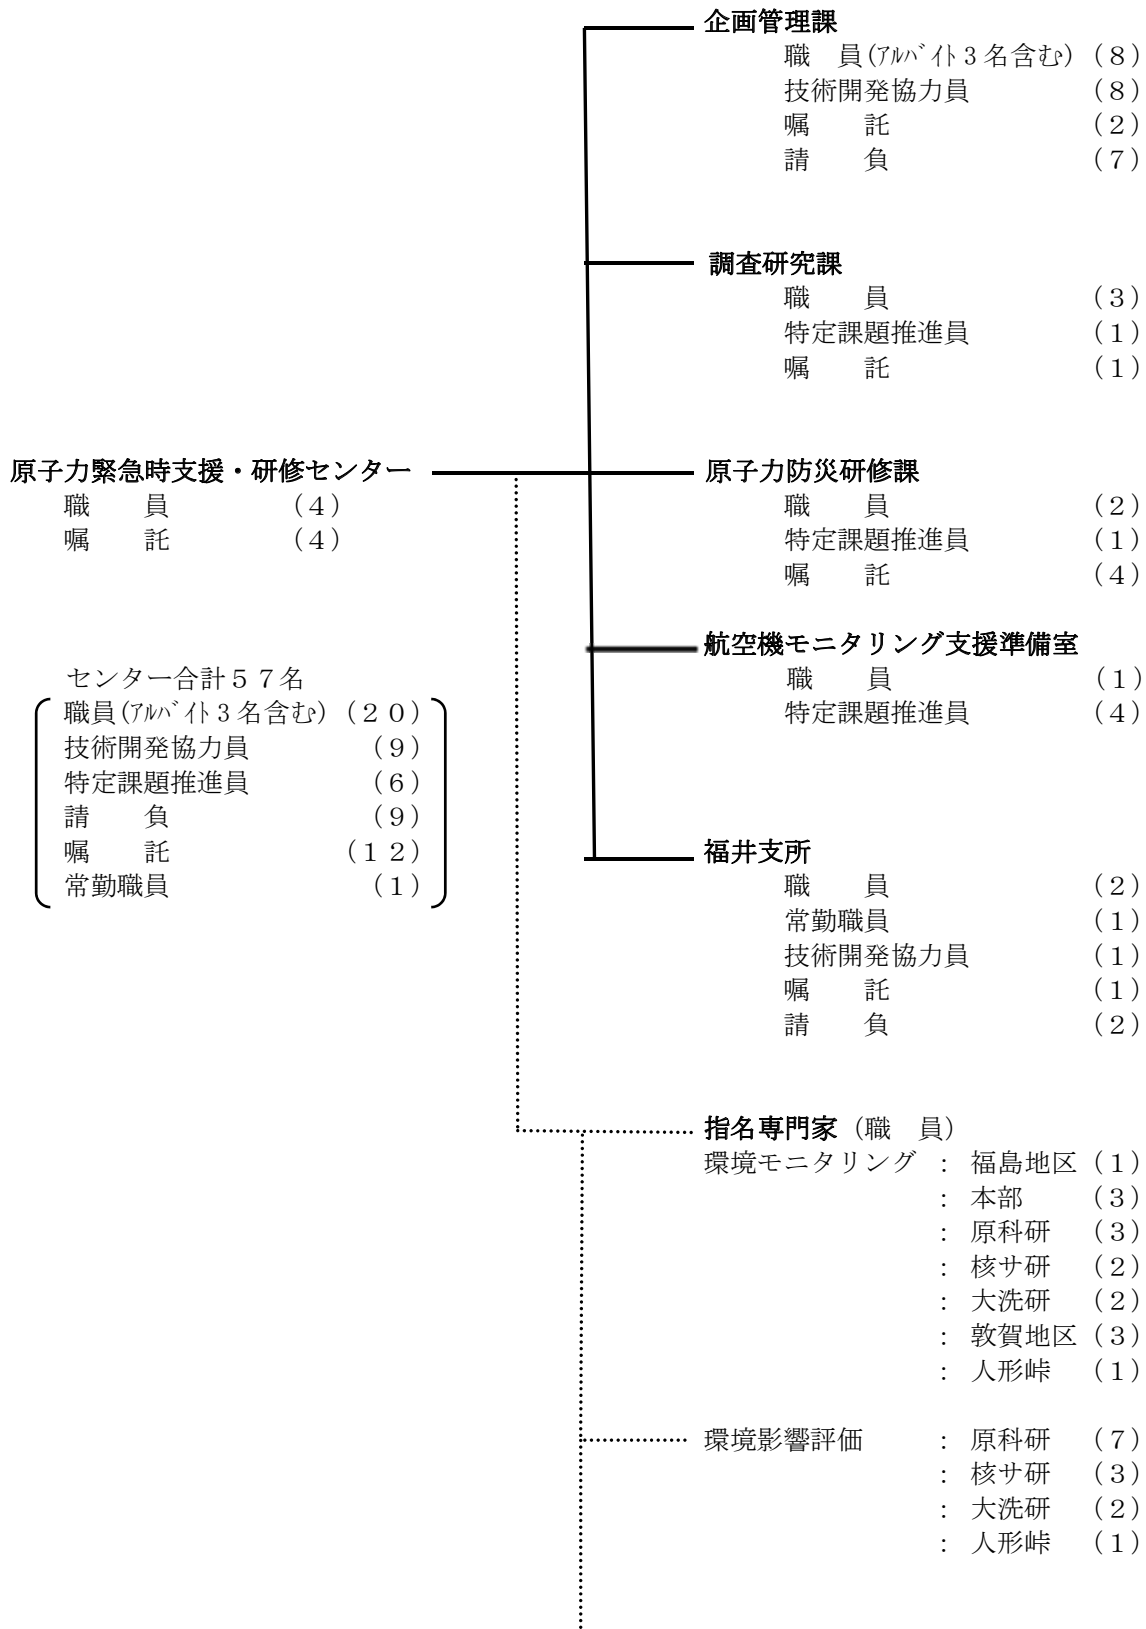 企画管理課
職　員(ｱﾙﾊﾞｲﾄ３名含む)（８）
技術開発協力員（８）
嘱　　託（２）
請　　負（７）
調査研究課
職　　員（３）
特定課題推進員（１）
嘱　　託（１）
原子力緊急時支援・研修センター
職　　員（４）
嘱　　託（４）
原子力防災研修課
職　　員（２）
特定課題推進員（１）
嘱　　託（４）
航空機モニタリング支援準備室
職　　員（１）
特定課題推進員（４）
センター合計５７名
職員(ｱﾙﾊﾞｲﾄ３名含む)（２０）
技術開発協力員（９）
特定課題推進員（６）
請　　負（９）
嘱　　託（１２）
常勤職員（１）
福井支所
職　　員（２）
常勤職員（１）
技術開発協力員（１）
嘱　　託（１）
請　　負（２）
指名専門家（職　員）
環境モニタリング ： 福島地区（１）
： 本部（３）
： 原科研（３）
： 核サ研（２）
： 大洗研（２）
： 敦賀地区（３）
： 人形峠（１）
環境影響評価 ： 原科研（７）
： 核サ研（３）
： 大洗研（２）
： 人形峠（１）